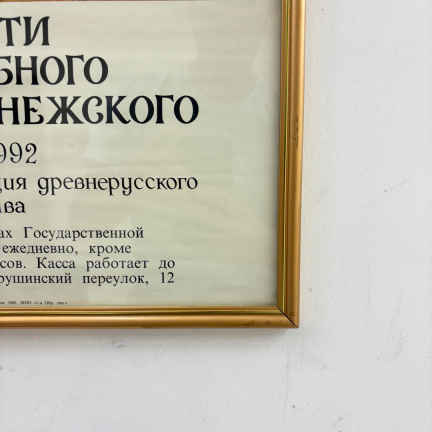 ТИ
БНОГО
НЕЖСКОГО
992
ция древнерусского
ва
ах Государственной
ежедневно, кроме
сов. Касса работает до
рушинский переулок, 12